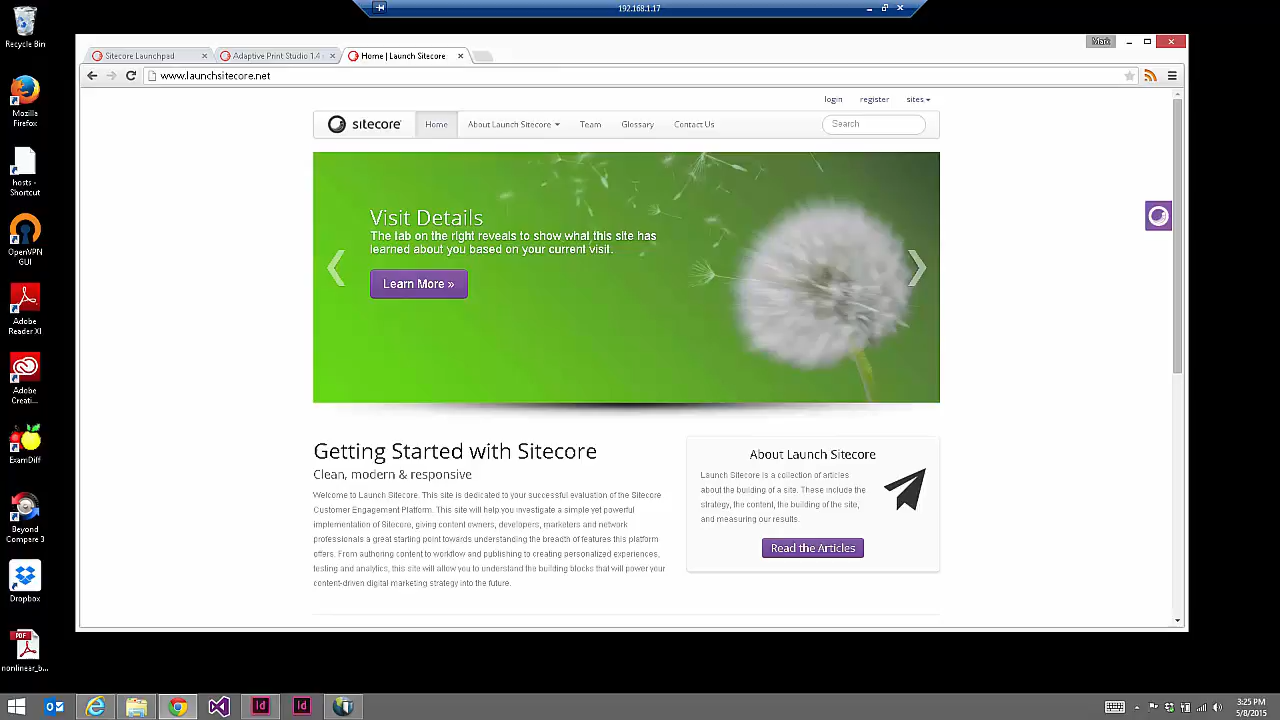 192.168.1.17
Recycle Bin
Mozilla
Firefox
hosts -
Shortcut
OpenVPN
GUI
Adobe
Reader XI
Adobe
Creati...
ExamDiff
Beyond
Compare 3
Dropbox
PDF
nonlinear_b...
Mark
Sitecore Launchpad
Adaptive Print Studio 1.4
Home | Launch Sitecore
www.launchsitecore.net
login
register
sites
sitecore
Home
About Launch Sitecore
Team
Glossary
Contact Us
Search
Visit Details
The lab on the right reveals to show what this site has
learned about you based on your current visit.
Learn More »
Getting Started with Sitecore
Clean, modern & responsive
Welcome to Launch Sitecore. This site is dedicated to your successful evaluation of the Sitecore
Customer Engagement Platform. This site will help you investigate a simple yet powerful
implementation of Sitecore, giving content owners, developers, marketers and network
professionals a great starting point towards understanding the breadth of features this platform
offers. From authoring content to workflow and publishing to creating personalized experiences,
testing and analytics, this site will allow you to understand the building blocks that will power your
content-driven digital marketing strategy into the future.
About Launch Sitecore
Launch Sitecore is a collection of articles
about the building of a site. These include the
strategy, the content, the building of the site,
and measuring our results.
Read the Articles
Id
Id
3:25 PM
5/8/2015